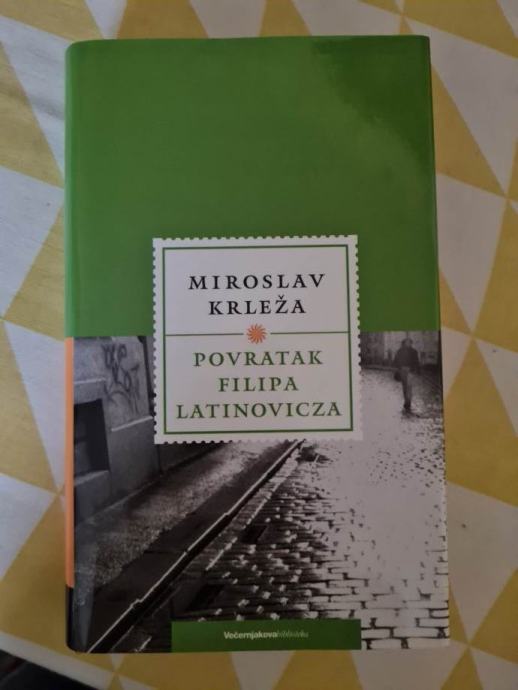 MIROSLAV
KRLEŽA
POVRATAK
FILIPA
LATINOVICZA
Večernjakovabiblioteka